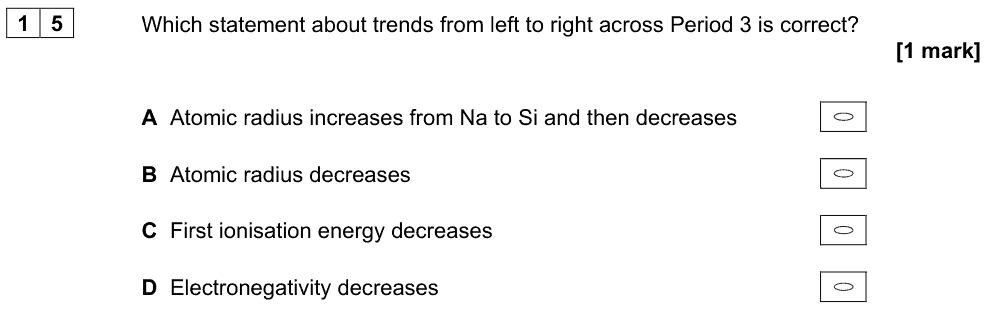 1 5 Which statement about trends from left to right across Period 3 is correct?
[1 mark]
A Atomic radius increases from Na to Si and then decreases
B Atomic radius decreases
C First ionisation energy decreases
D Electronegativity decreases